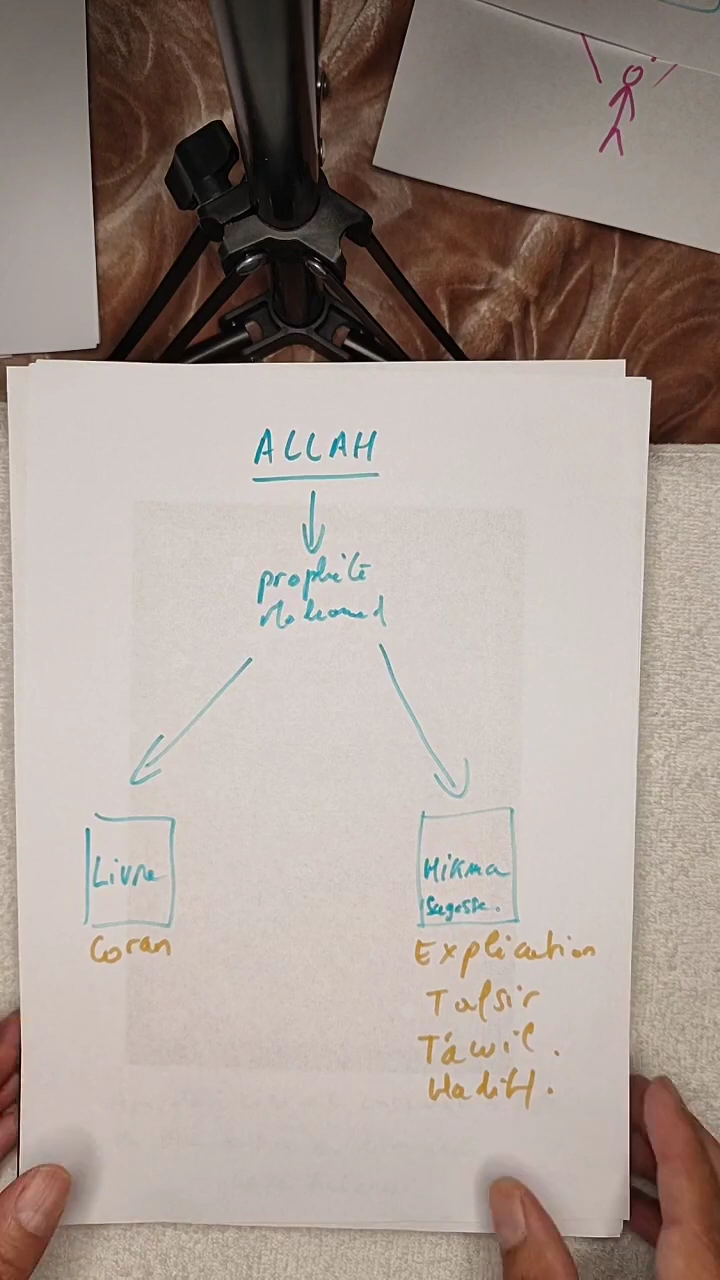 ALLAH
prophète
Mohamed
Livre
Coran
Hikma
Sagesse.
Explication
Tafsir
Táwil.
Hadith.